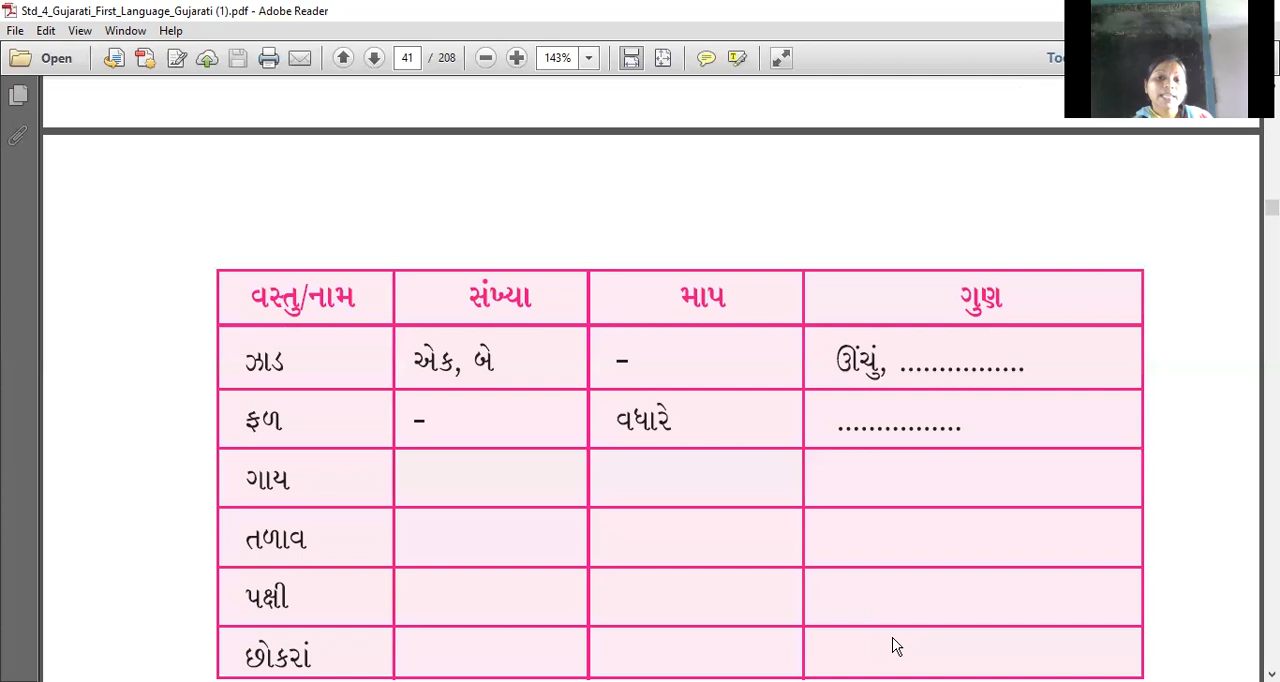 Std_4_Gujarati_First_Language_Gujarati (1).pdf - Adobe Reader
File Edit View Window Help
Open 41 / 208 143%
વસ્તુ/નામ સંખ્યા માપ ગુણ
ઝાડ એક, બે - ઊંચું, ................
ફળ - વધારે ................
ગાય
તળાવ
પક્ષી
છોકરાં